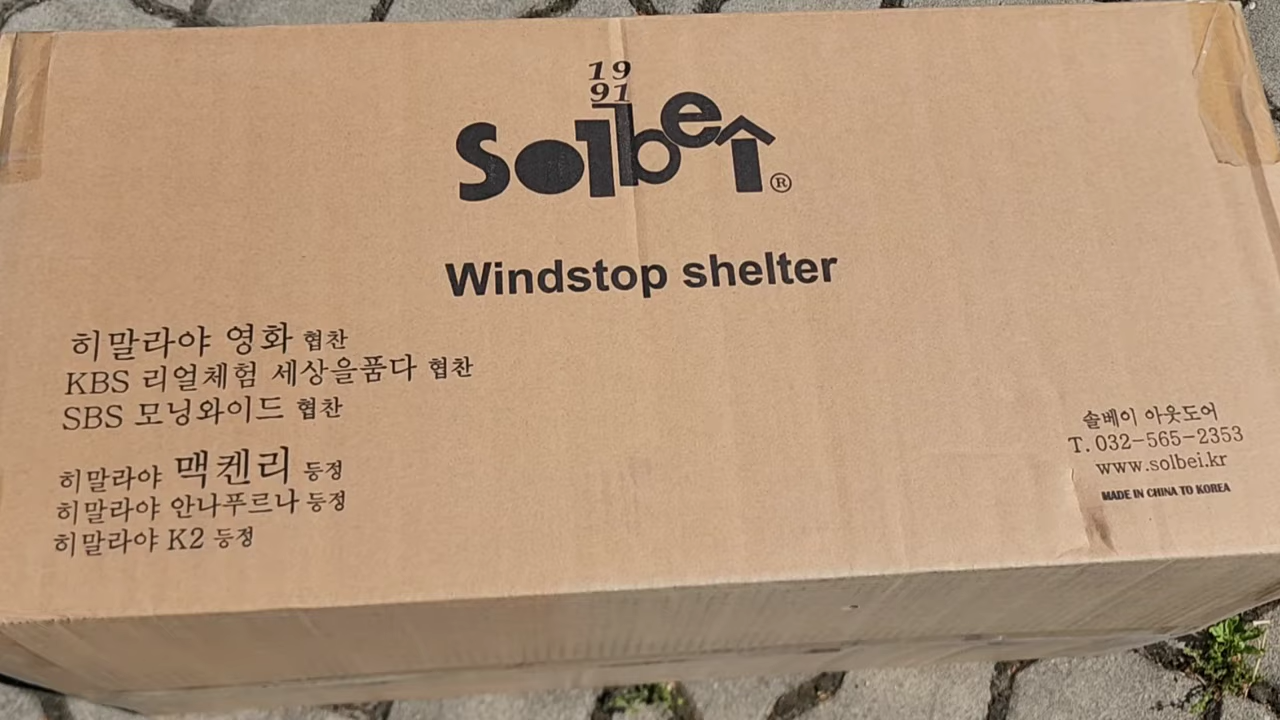 19
91
Solbei®
Windstop shelter
히말라야 영화 협찬
KBS 리얼체험 세상을품다 협찬
SBS 모닝와이드 협찬
히말라야 맥켄리 등정
히말라야 안나푸르나 등정
히말라야 K2 등정
솔베이 아웃도어
T. 032-565-2353
www.solbei.kr
MADE IN CHINA TO KOREA